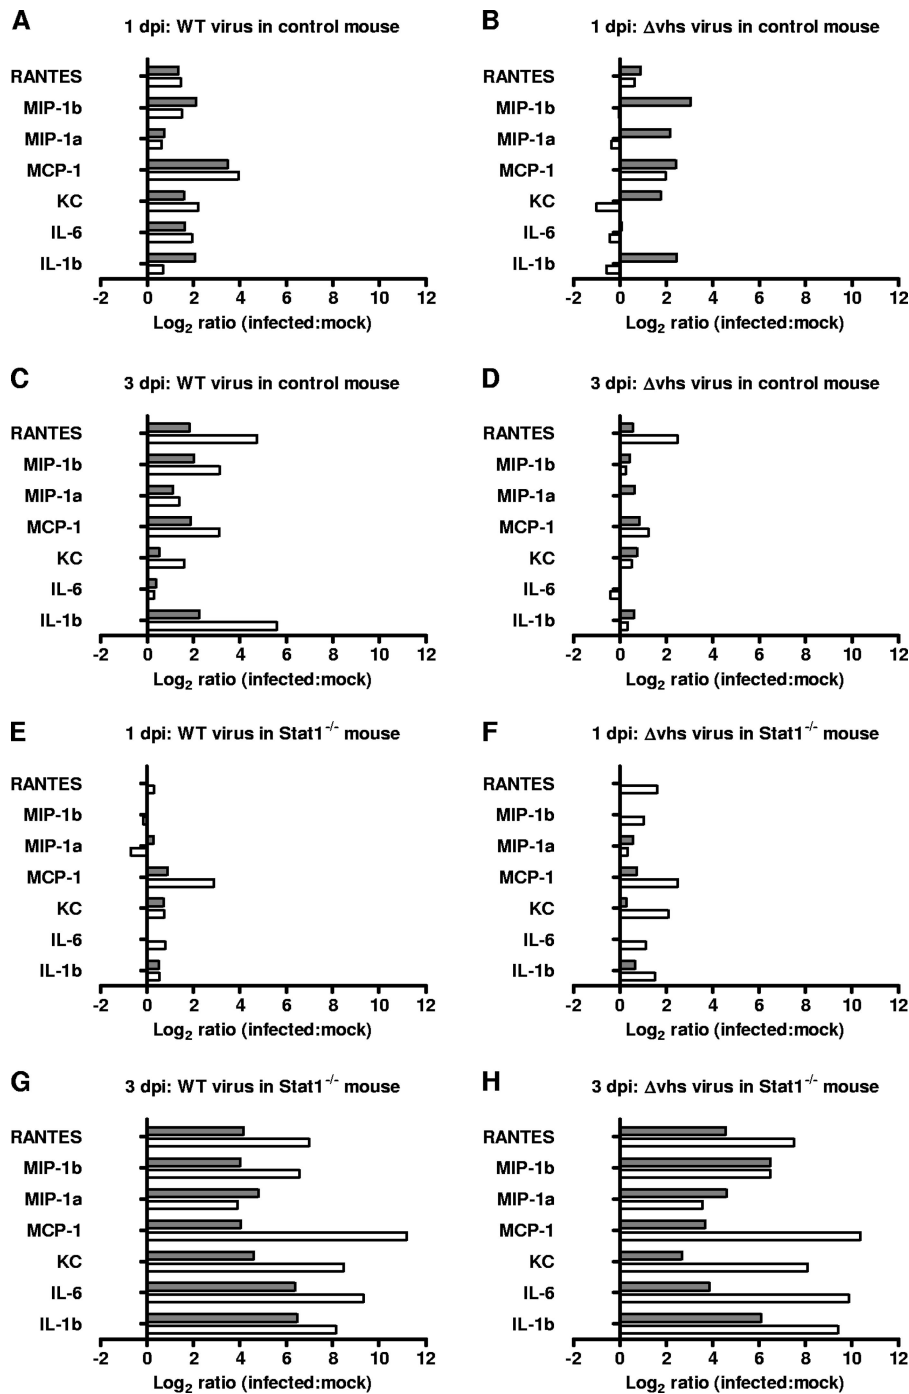 A 1 dpi: WT virus in control mouse
RANTES
MIP-1b
MIP-1a
MCP-1
KC
IL-6
IL-1b
-2 0 2 4 6 8 10 12
Log2 ratio (infected:mock)
B 1 dpi: Δvhs virus in control mouse
RANTES
MIP-1b
MIP-1a
MCP-1
KC
IL-6
IL-1b
-2 0 2 4 6 8 10 12
Log2 ratio (infected:mock)
C 3 dpi: WT virus in control mouse
RANTES
MIP-1b
MIP-1a
MCP-1
KC
IL-6
IL-1b
-2 0 2 4 6 8 10 12
Log2 ratio (infected:mock)
D 3 dpi: Δvhs virus in control mouse
RANTES
MIP-1b
MIP-1a
MCP-1
KC
IL-6
IL-1b
-2 0 2 4 6 8 10 12
Log2 ratio (infected:mock)
E 1 dpi: WT virus in Stat1-/- mouse
RANTES
MIP-1b
MIP-1a
MCP-1
KC
IL-6
IL-1b
-2 0 2 4 6 8 10 12
Log2 ratio (infected:mock)
F 1 dpi: Δvhs virus in Stat1-/- mouse
RANTES
MIP-1b
MIP-1a
MCP-1
KC
IL-6
IL-1b
-2 0 2 4 6 8 10 12
Log2 ratio (infected:mock)
G 3 dpi: WT virus in Stat1-/- mouse
RANTES
MIP-1b
MIP-1a
MCP-1
KC
IL-6
IL-1b
-2 0 2 4 6 8 10 12
Log2 ratio (infected:mock)
H 3 dpi: Δvhs virus in Stat1-/- mouse
RANTES
MIP-1b
MIP-1a
MCP-1
KC
IL-6
IL-1b
-2 0 2 4 6 8 10 12
Log2 ratio (infected:mock)